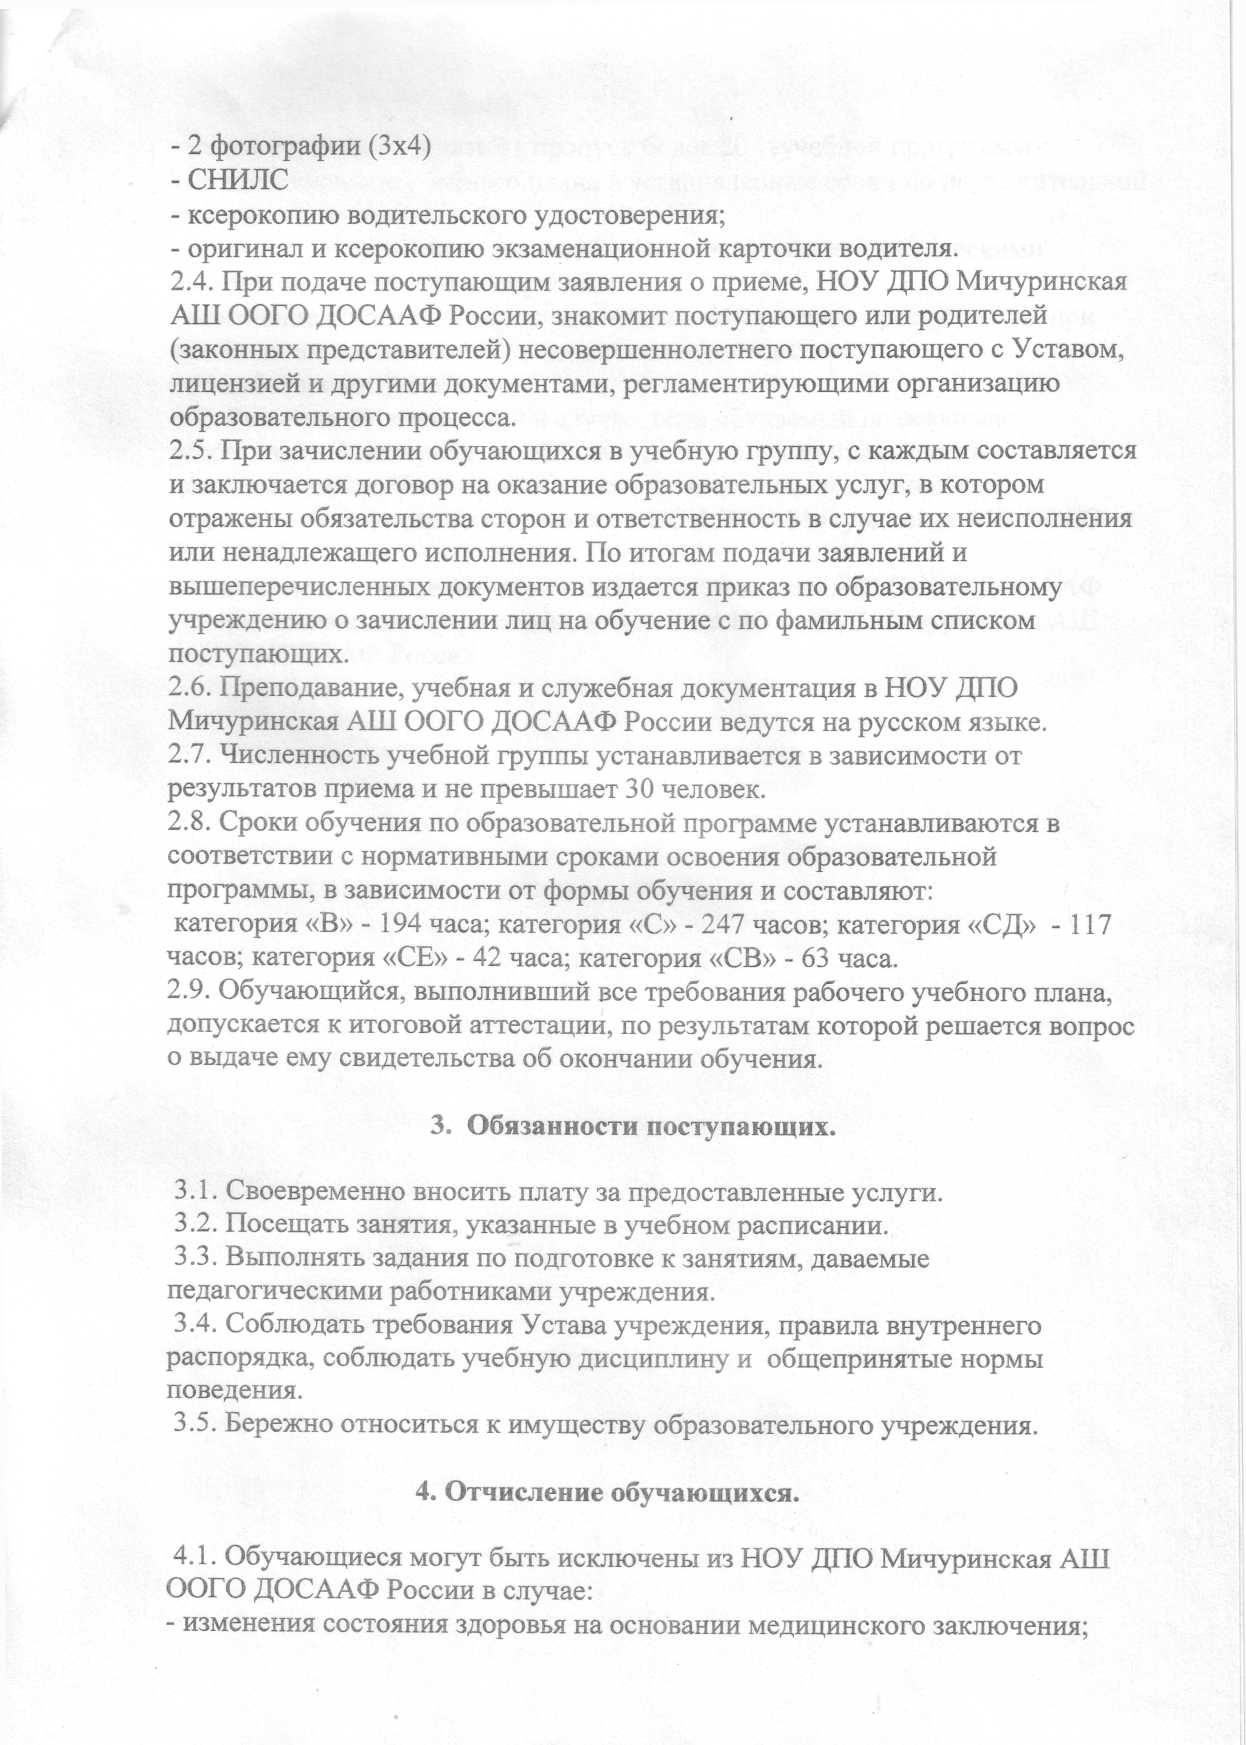 - 2 фотографии (3х4)
- СНИЛС
- ксерокопию водительского удостоверения;
- оригинал и ксерокопию экзаменационной карточки водителя.
2.4. При подаче поступающим заявления о приеме, НОУ ДПО Мичуринская
АШ ООГО ДОСААФ России, знакомит поступающего или родителей
(законных представителей) несовершеннолетнего поступающего с Уставом,
лицензией и другими документами, регламентирующими организацию
образовательного процесса.
2.5. При зачислении обучающихся в учебную группу, с каждым составляется
и заключается договор на оказание образовательных услуг, в котором
отражены обязательства сторон и ответственность в случае их неисполнения
или ненадлежащего исполнения. По итогам подачи заявлений и
вышеперечисленных документов издается приказ по образовательному
учреждению о зачислении лиц на обучение с по фамильным списком
поступающих.
2.6. Преподавание, учебная и служебная документация в НОУ ДПО
Мичуринская АШ ООГО ДОСААФ России ведутся на русском языке.
2.7. Численность учебной группы устанавливается в зависимости от
результатов приема и не превышает 30 человек.
2.8. Сроки обучения по образовательной программе устанавливаются в
соответствии с нормативными сроками освоения образовательной
программы, в зависимости от формы обучения и составляют:
категория «В» - 194 часа; категория «С» - 247 часов; категория «СД» - 117
часов; категория «СЕ» - 42 часа; категория «СВ» - 63 часа.
2.9. Обучающийся, выполнивший все требования рабочего учебного плана,
допускается к итоговой аттестации, по результатам которой решается вопрос
о выдаче ему свидетельства об окончании обучения.
3. Обязанности поступающих.
3.1. Своевременно вносить плату за предоставленные услуги.
3.2. Посещать занятия, указанные в учебном расписании.
3.3. Выполнять задания по подготовке к занятиям, даваемые
педагогическими работниками учреждения.
3.4. Соблюдать требования Устава учреждения, правила внутреннего
распорядка, соблюдать учебную дисциплину и общепринятые нормы
поведения.
3.5. Бережно относиться к имуществу образовательного учреждения.
4. Отчисление обучающихся.
4.1. Обучающиеся могут быть исключены из НОУ ДПО Мичуринская АШ
ООГО ДОСААФ России в случае:
- изменения состояния здоровья на основании медицинского заключения;